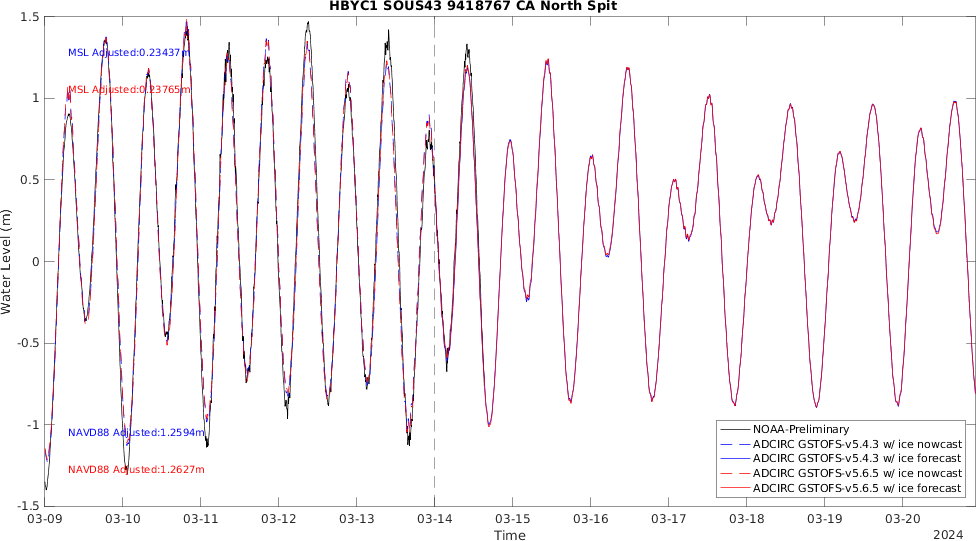 HBYC1 SOUS43 9418767 CA North Spit
1.5
1
0.5
0
-0.5
-1
-1.5
Water Level (m)
MSL Adjusted:0.23437m
MSL Adjusted:0.23765m
NAVD88 Adjusted:1.2594m
NAVD88 Adjusted:1.2627m
NOAA-Preliminary
ADCIRC GSTOFS-v5.4.3 w/ ice nowcast
ADCIRC GSTOFS-v5.4.3 w/ ice forecast
ADCIRC GSTOFS-v5.6.5 w/ ice nowcast
ADCIRC GSTOFS-v5.6.5 w/ ice forecast
03-09 03-10 03-11 03-12 03-13 03-14 03-15 03-16 03-17 03-18 03-19 03-20
Time
2024